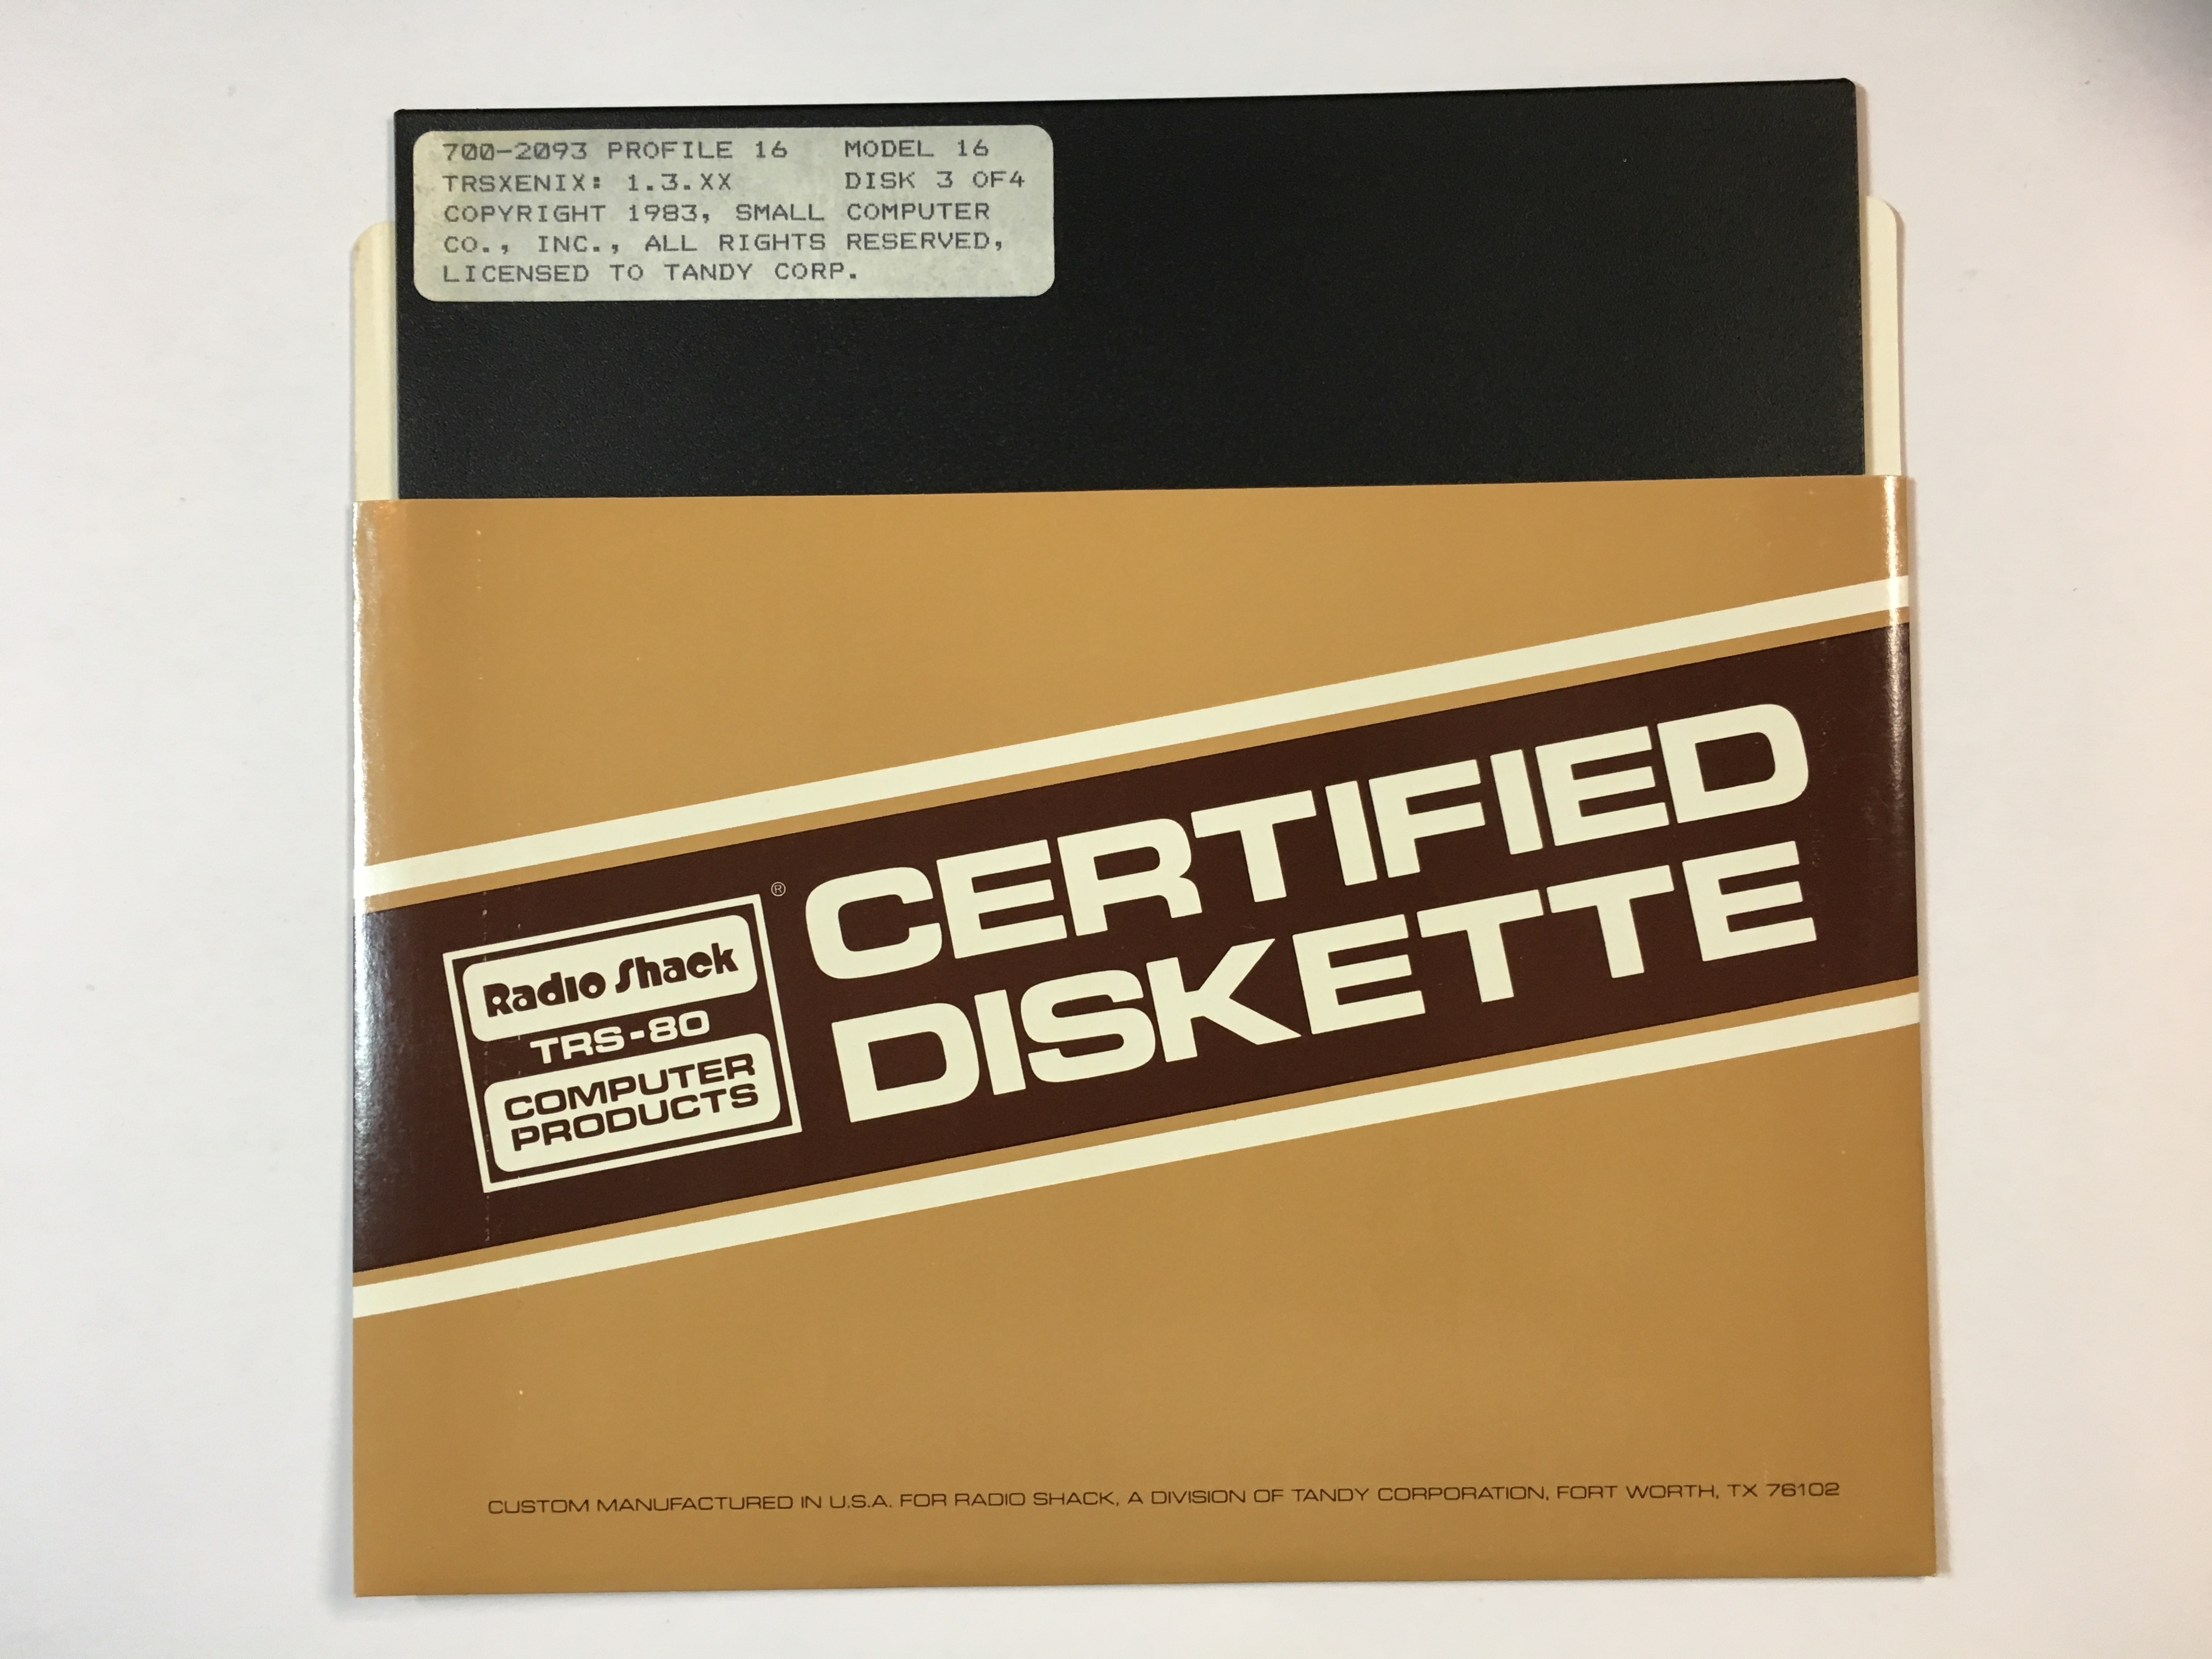 700-2093 PROFILE 16 MODEL 16
TRSXENIX: 1.3.XX DISK 3 OF4
COPYRIGHT 1983, SMALL COMPUTER
CO., INC., ALL RIGHTS RESERVED,
LICENSED TO TANDY CORP.
CERTIFIED
DISKETTE
®
Radio Shack
TRS-80
COMPUTER
PRODUCTS
CUSTOM MANUFACTURED IN U.S.A. FOR RADIO SHACK, A DIVISION OF TANDY CORPORATION, FORT WORTH, TX 76102